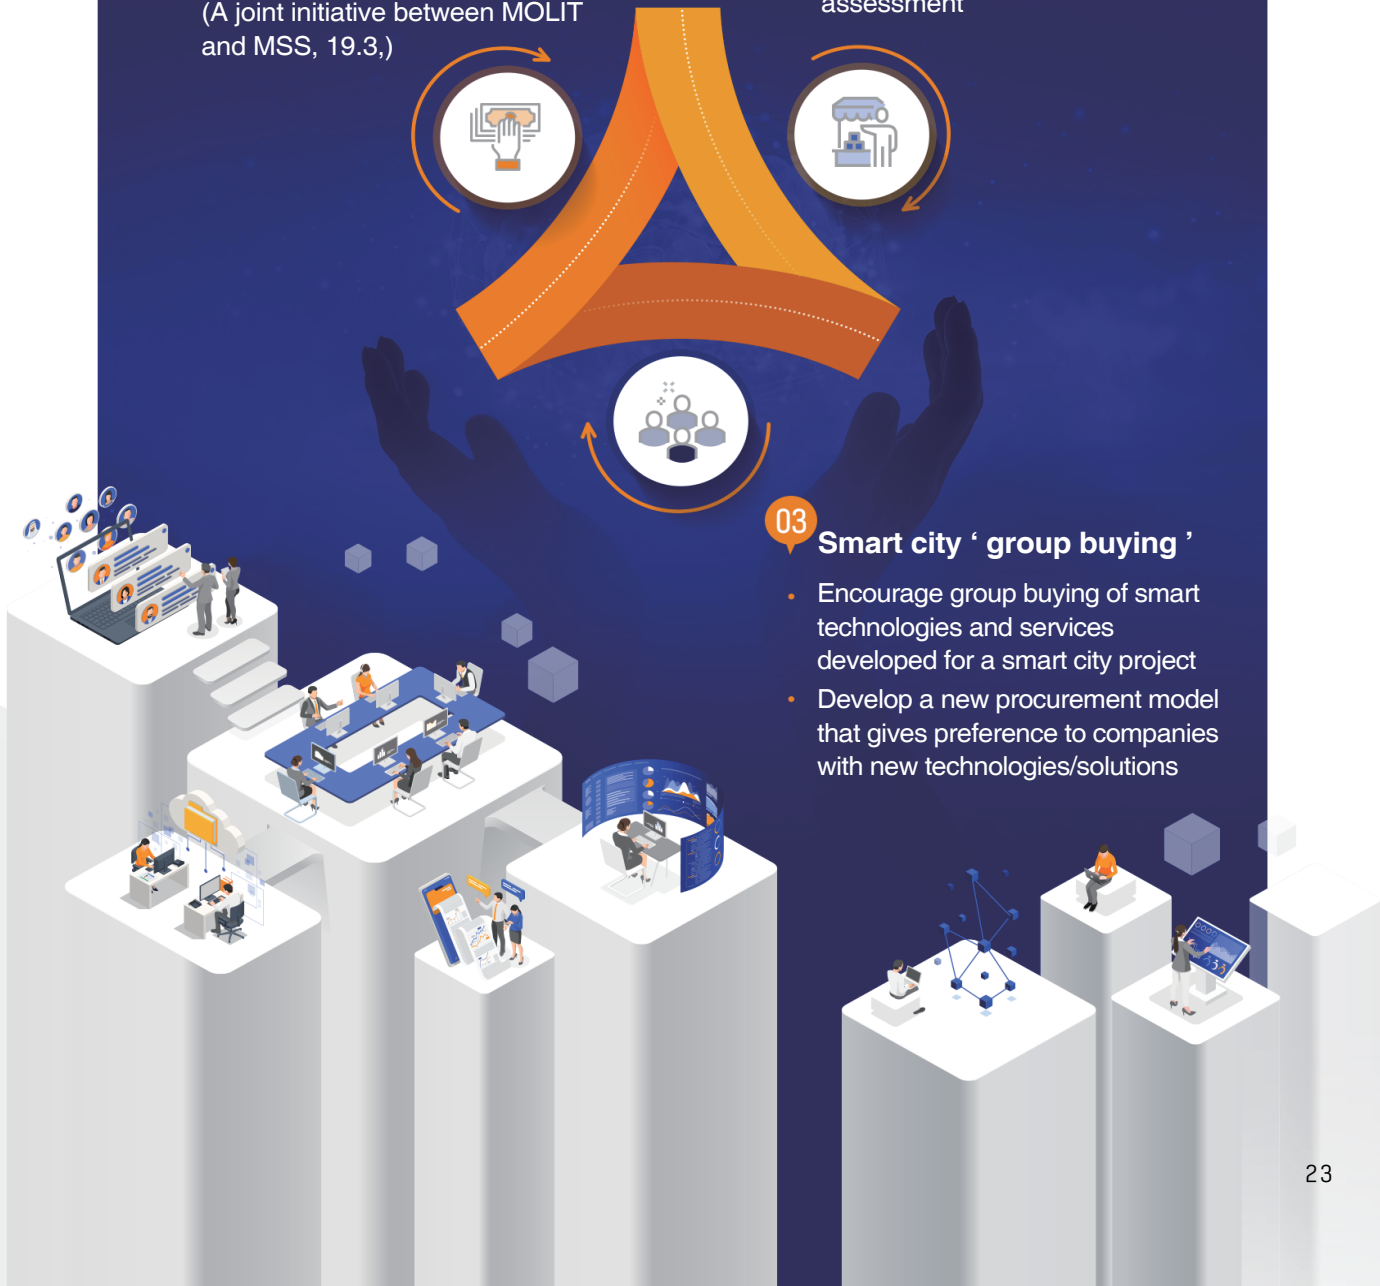 (A joint initiative between MOLIT
and MSS, 19.3,)
assessment
03
Smart city ‘ group buying ’
• Encourage group buying of smart
technologies and services
developed for a smart city project
• Develop a new procurement model
that gives preference to companies
with new technologies/solutions
23